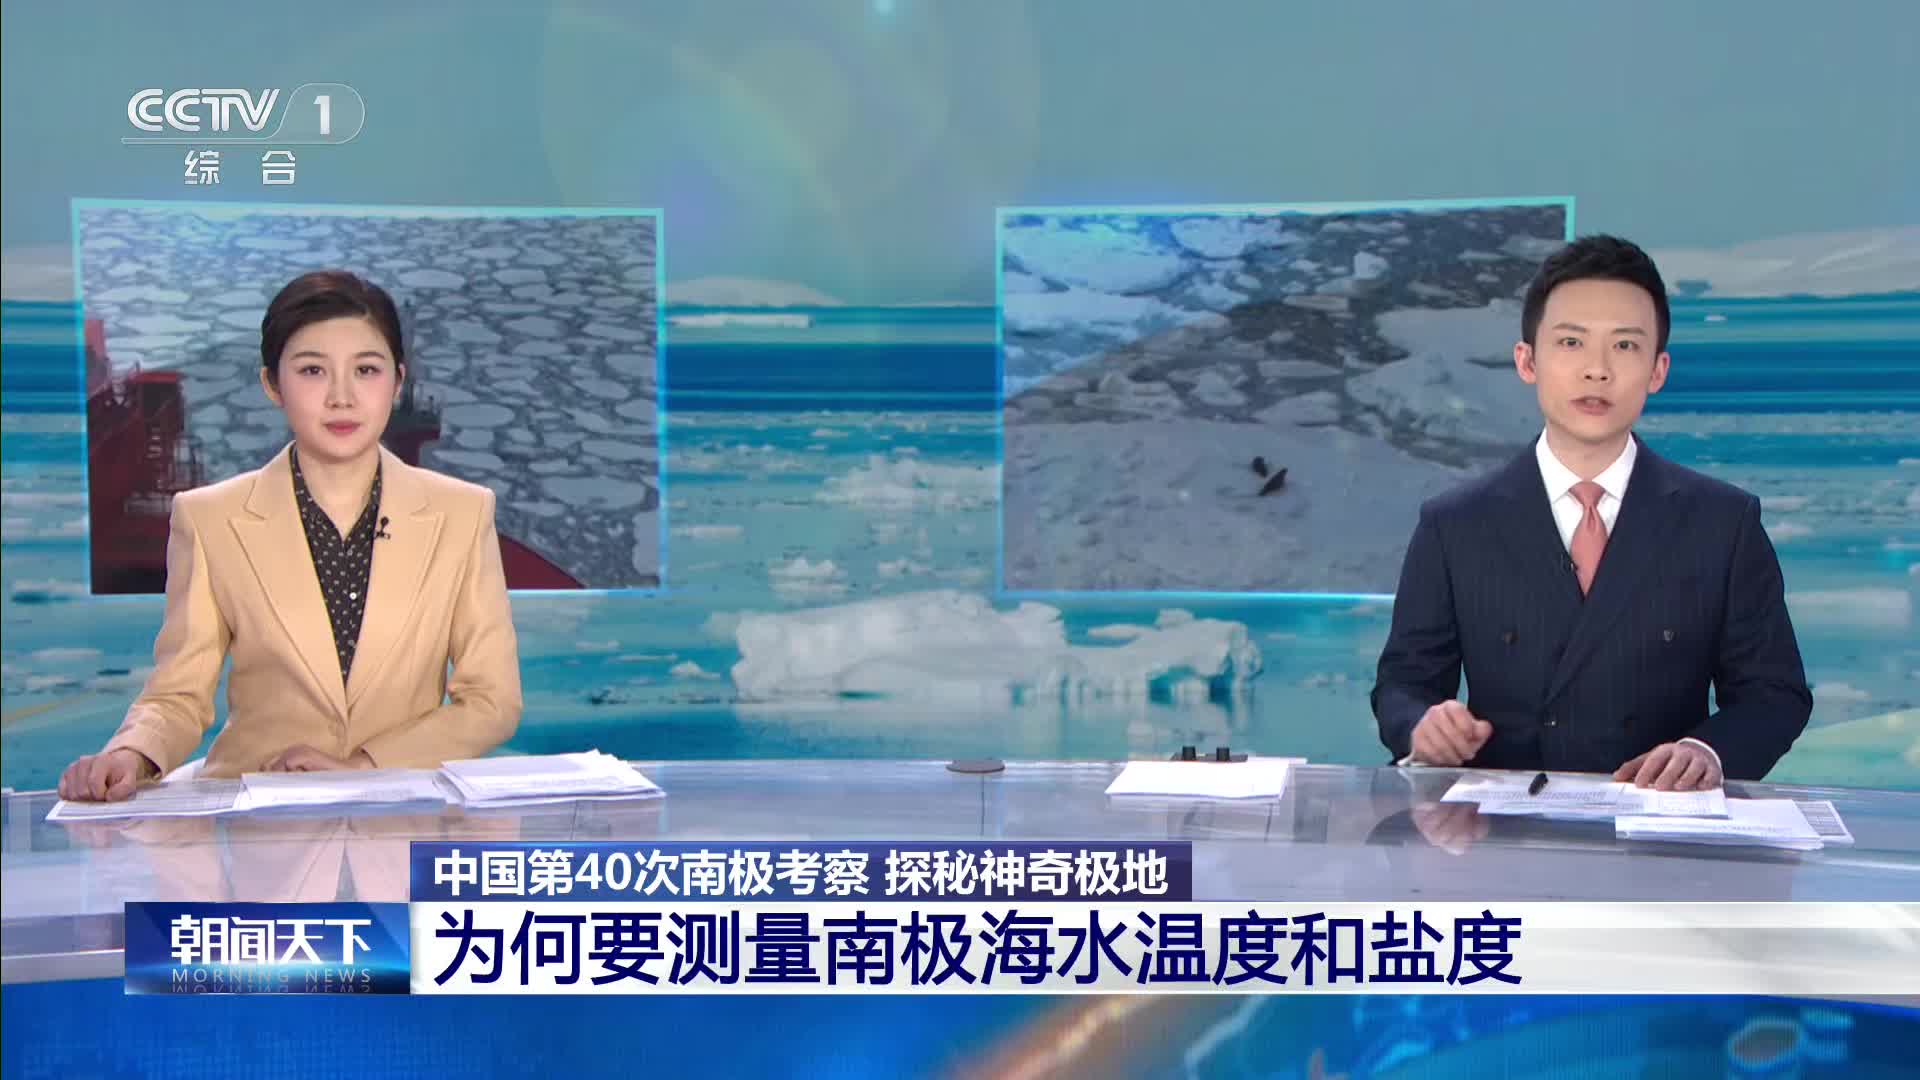 CCTV 1
综合
中国第40次南极考察 探秘神奇极地
为何要测量南极海水温度和盐度
朝闻天下
MORNING NEWS